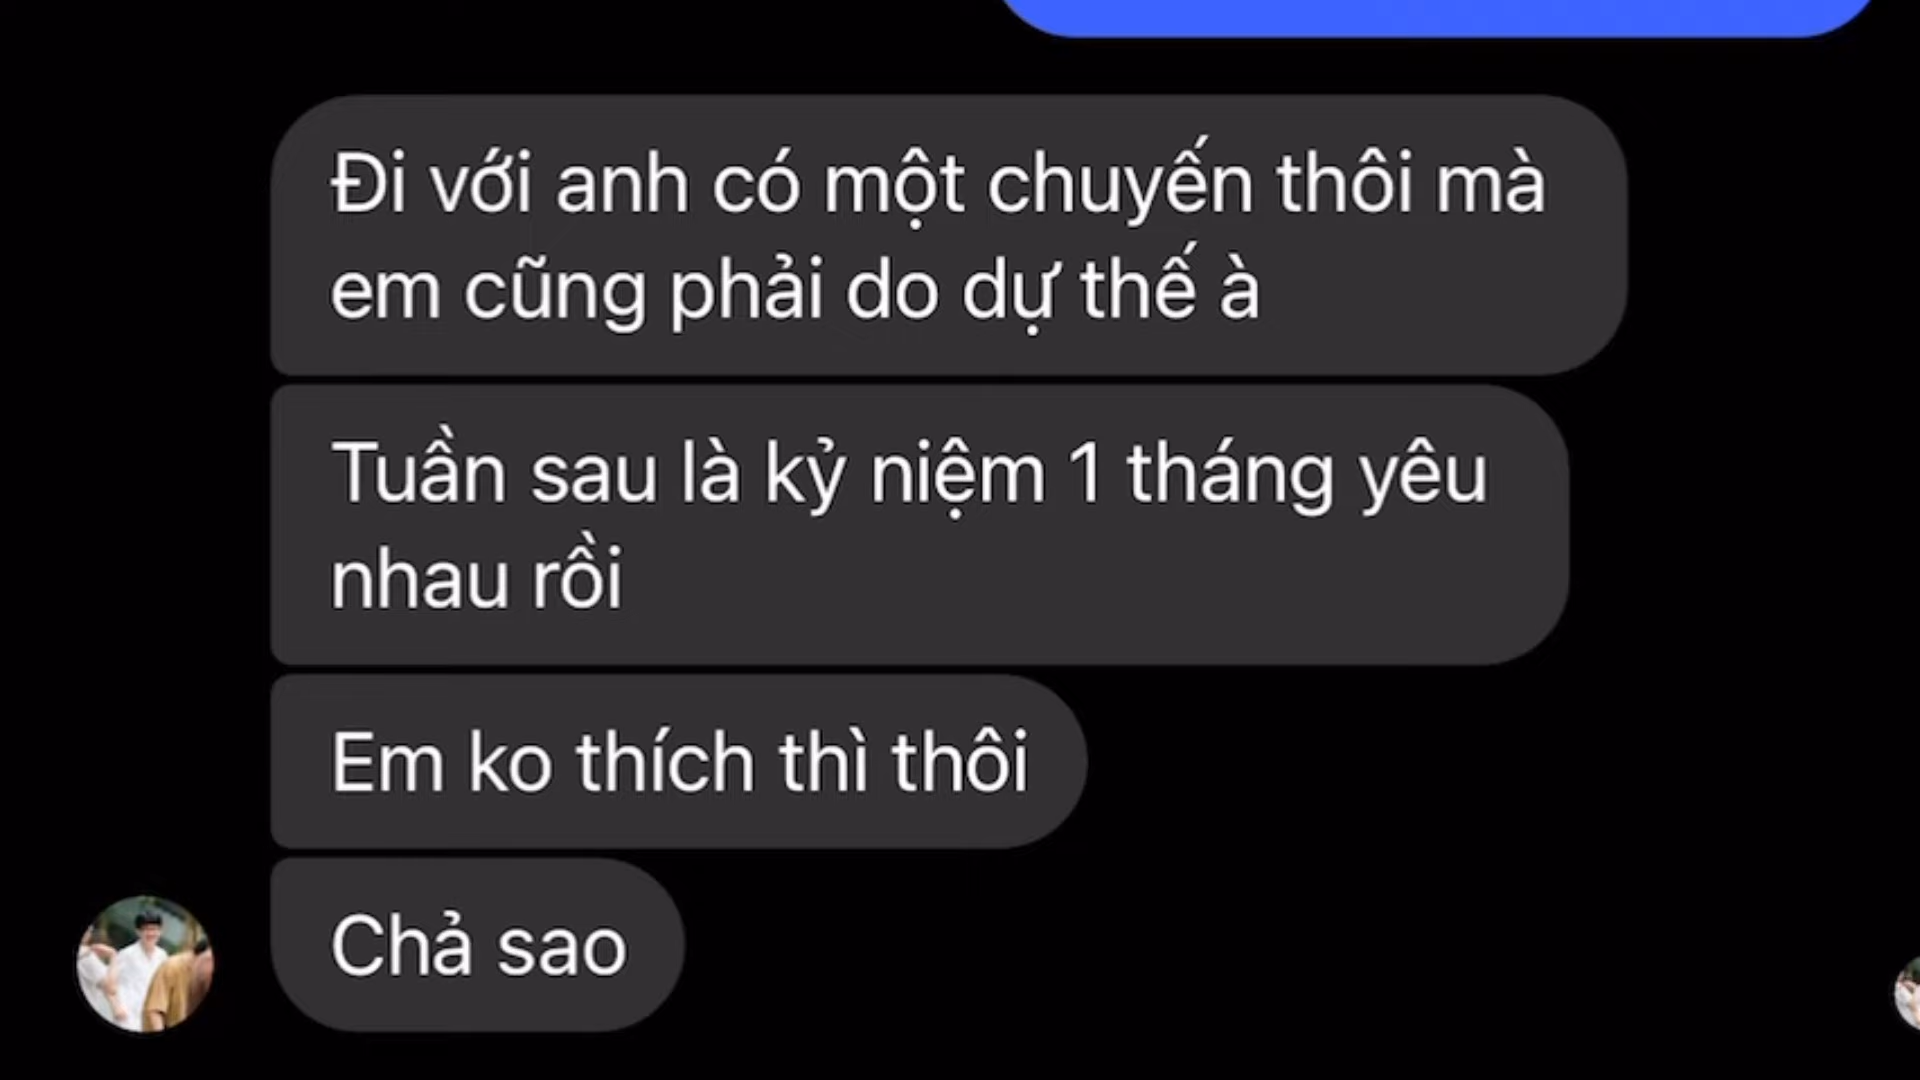 Đi với anh có một chuyến thôi mà
em cũng phải do dự thế à
Tuần sau là kỷ niệm 1 tháng yêu
nhau rồi
Em ko thích thì thôi
Chả sao